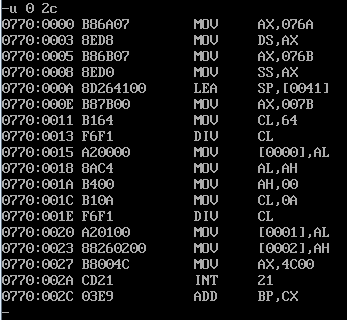 -u 0 2c
0770:0000 B86A07 MOV AX,076A
0770:0003 8ED8 MOV DS,AX
0770:0005 B86B07 MOV AX,076B
0770:0008 8ED0 MOV SS,AX
0770:000A 8D264100 LEA SP,[0041]
0770:000E B87B00 MOV AX,007B
0770:0011 B164 MOV CL,64
0770:0013 F6F1 DIV CL
0770:0015 A20000 MOV [0000],AL
0770:0018 8AC4 MOV AL,AH
0770:001A B400 MOV AH,00
0770:001C B10A MOV CL,0A
0770:001E F6F1 DIV CL
0770:0020 A20100 MOV [0001],AL
0770:0023 88260200 MOV [0002],AH
0770:0027 B8004C MOV AX,4C00
0770:002A CD21 INT 21
0770:002C 03E9 ADD BP,CX
-